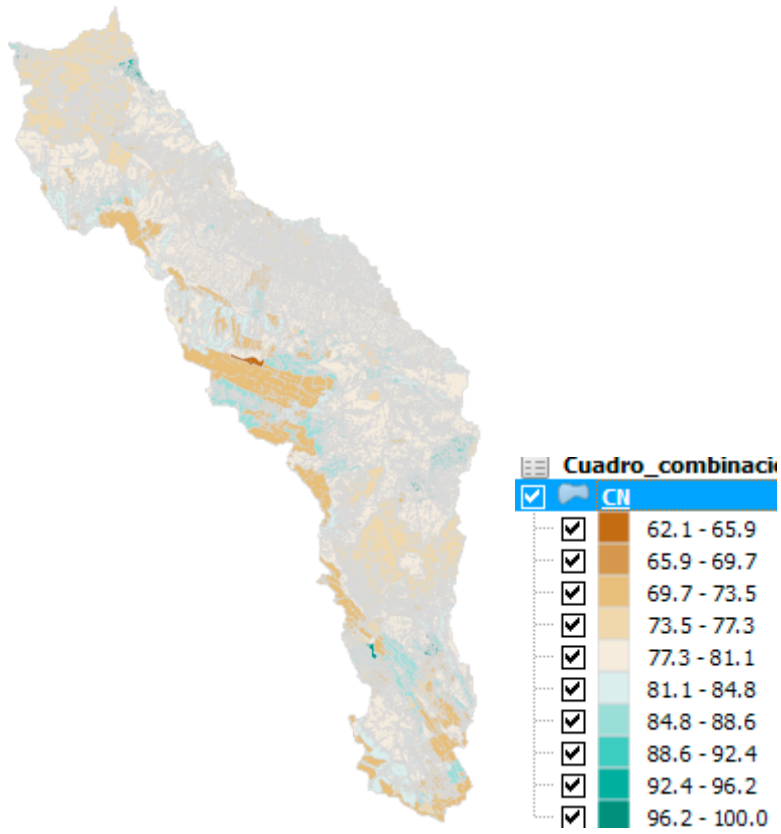 Cuadro_combinacio
CN
62.1 - 65.9
65.9 - 69.7
69.7 - 73.5
73.5 - 77.3
77.3 - 81.1
81.1 - 84.8
84.8 - 88.6
88.6 - 92.4
92.4 - 96.2
96.2 - 100.0